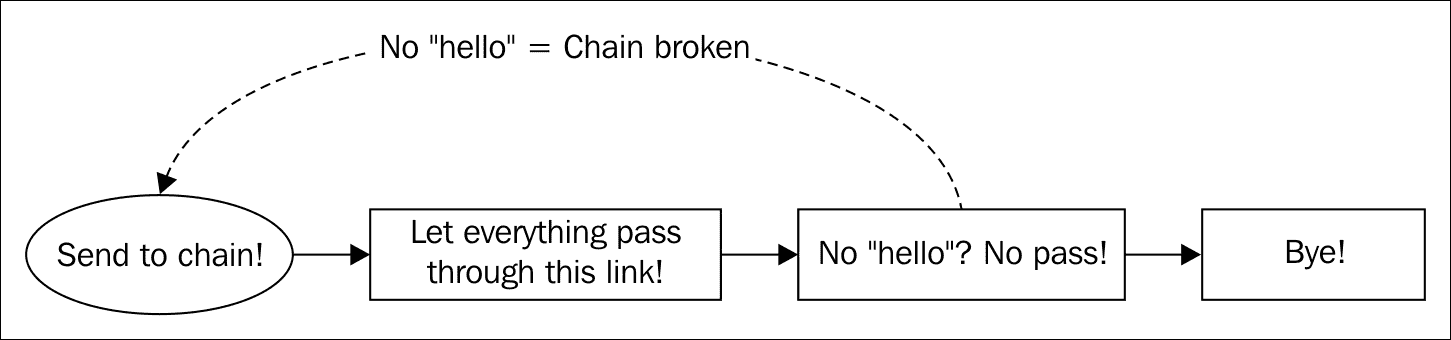 No "hello" = Chain broken
Send to chain!
Let everything pass
through this link!
No "hello"? No pass!
Bye!